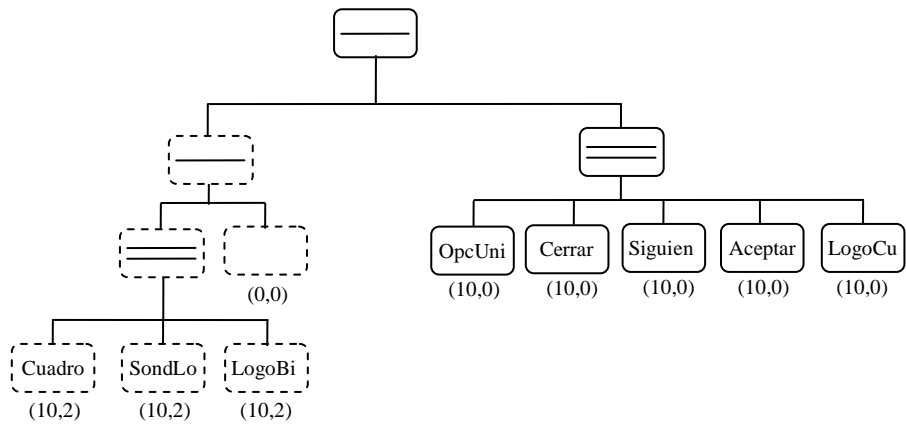 OpcUni Cerrar Siguien Aceptar LogoCu
(10,0) (10,0) (10,0) (10,0) (10,0)
(0,0)
Cuadro SondLo LogoBi
(10,2) (10,2) (10,2)